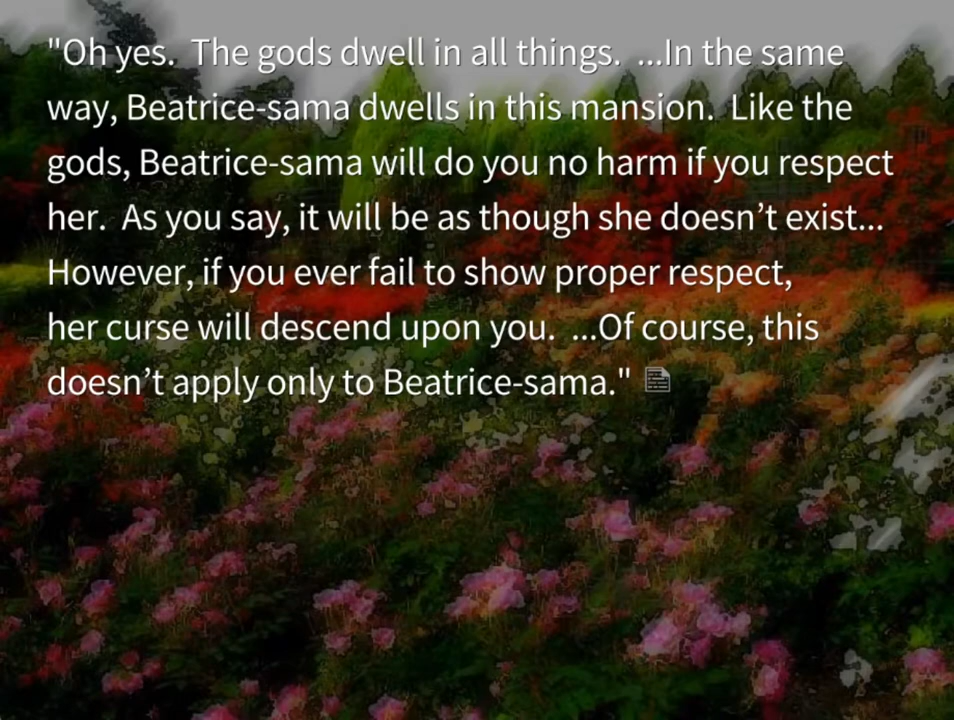 "Oh yes.  The gods dwell in all things.  ...In the same
way, Beatrice-sama dwells in this mansion.  Like the
gods, Beatrice-sama will do you no harm if you respect
her.  As you say, it will be as though she doesn’t exist...
However, if you ever fail to show proper respect,
her curse will descend upon you.  ...Of course, this
doesn’t apply only to Beatrice-sama."